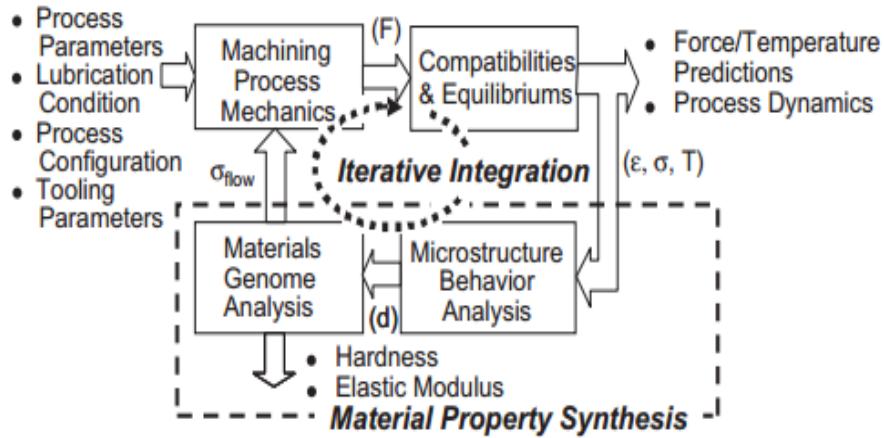 • Process
Parameters
• Lubrication
Condition
• Process
Configuration
• Tooling
Parameters
Machining
Process
Mechanics
(F)
Compatibilities
& Equilibriums
• Force/Temperature
Predictions
• Process Dynamics
σflow
Iterative Integration
(ε, σ, T)
Materials
Genome
Analysis
(d)
Microstructure
Behavior
Analysis
• Hardness
• Elastic Modulus
Material Property Synthesis